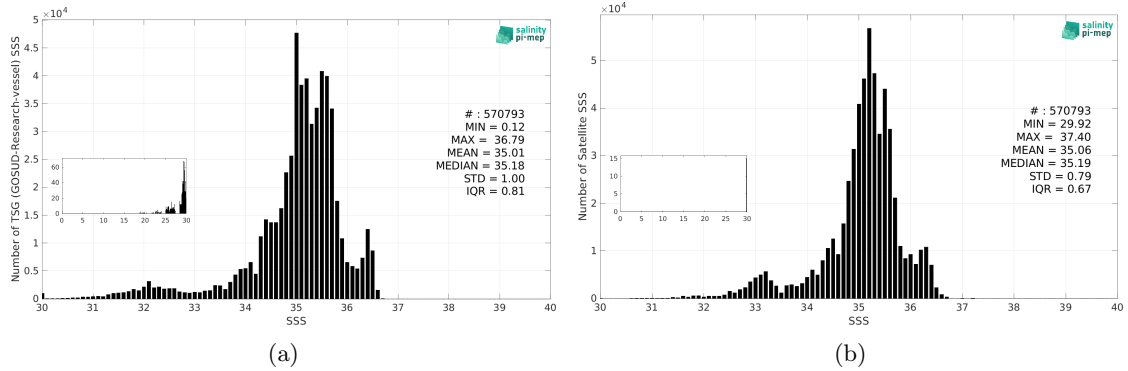 5 ×10⁴
4.5
4
3.5
3
2.5
2
1.5
1
0.5
0
Number of TSG (GOSUD-Research-vessel) SSS
salinity
pi-mep
# : 570793
MIN = 0.12
MAX = 36.79
MEAN = 35.01
MEDIAN = 35.18
STD = 1.00
IQR = 0.81
60
40
20
0
0 5 10 15 20 25 30
30 31 32 33 34 35 36 37 38 39 40
SSS
(a)
×10⁴
5
4
3
2
1
0
Number of Satellite SSS
salinity
pi-mep
# : 570793
MIN = 29.92
MAX = 37.40
MEAN = 35.06
MEDIAN = 35.19
STD = 0.79
IQR = 0.67
15
10
5
0
0 5 10 15 20 25 30
30 31 32 33 34 35 36 37 38 39 40
SSS
(b)